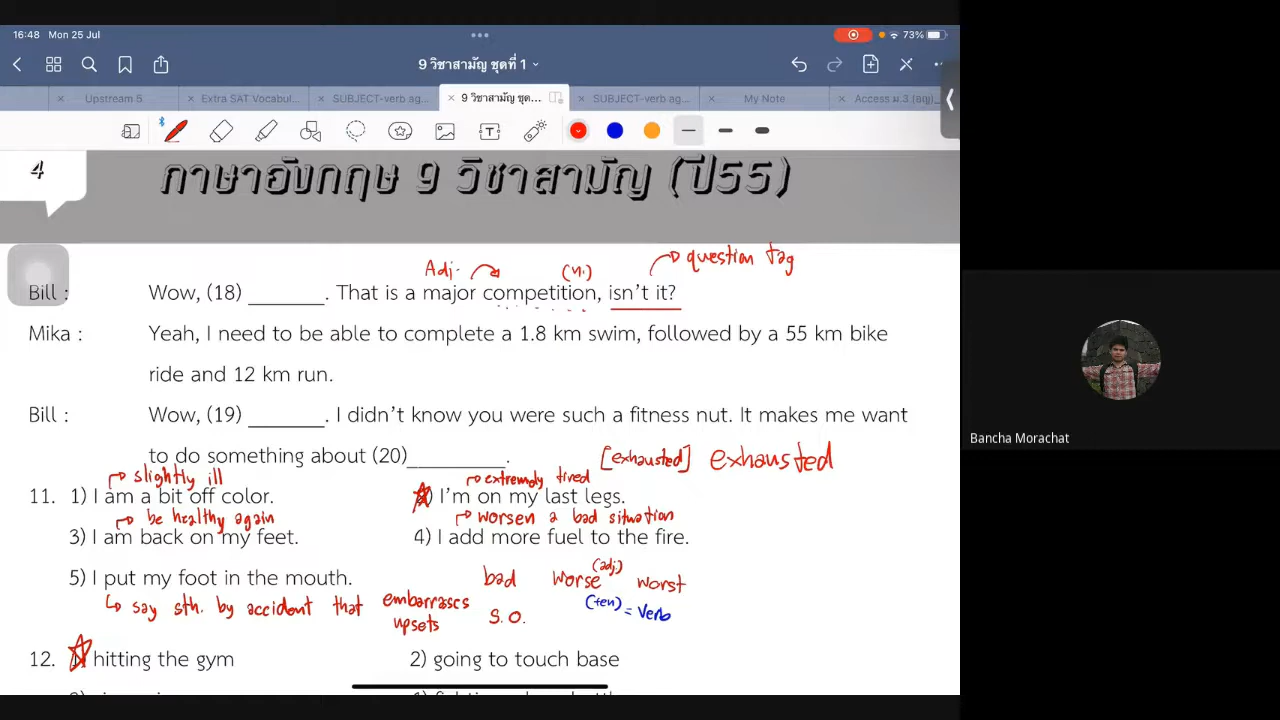 16:48 Mon 25 Jul
73%
9 วิชาสามัญ ชุดที่ 1
Upstream 5
Extra SAT Vocabul...
SUBJECT-verb ag...
9 วิชาสามัญ ชุด...
SUBJECT-verb ag...
My Note
Access ม.3 (อญ)_
4
ภาษาอังกฤษ 9 วิชาสามัญ (ปี55)
Adj. (n.) question tag
Bill : Wow, (18) ________. That is a major competition, isn't it?
Mika : Yeah, I need to be able to complete a 1.8 km swim, followed by a 55 km bike
ride and 12 km run.
Bill : Wow, (19) ________. I didn't know you were such a fitness nut. It makes me want
to do something about (20)__________. [exhausted] exhausted
slightly ill extremely tired
11. 1) I am a bit off color. I'm on my last legs.
be healthy again worsen a bad situation
3) I am back on my feet. 4) I add more fuel to the fire.
5) I put my foot in the mouth. bad worse (adj.) worst
say sth. by accident that embarrasses upsets s.o. (ten) = verb
12. hitting the gym 2) going to touch base
Bancha Morachat